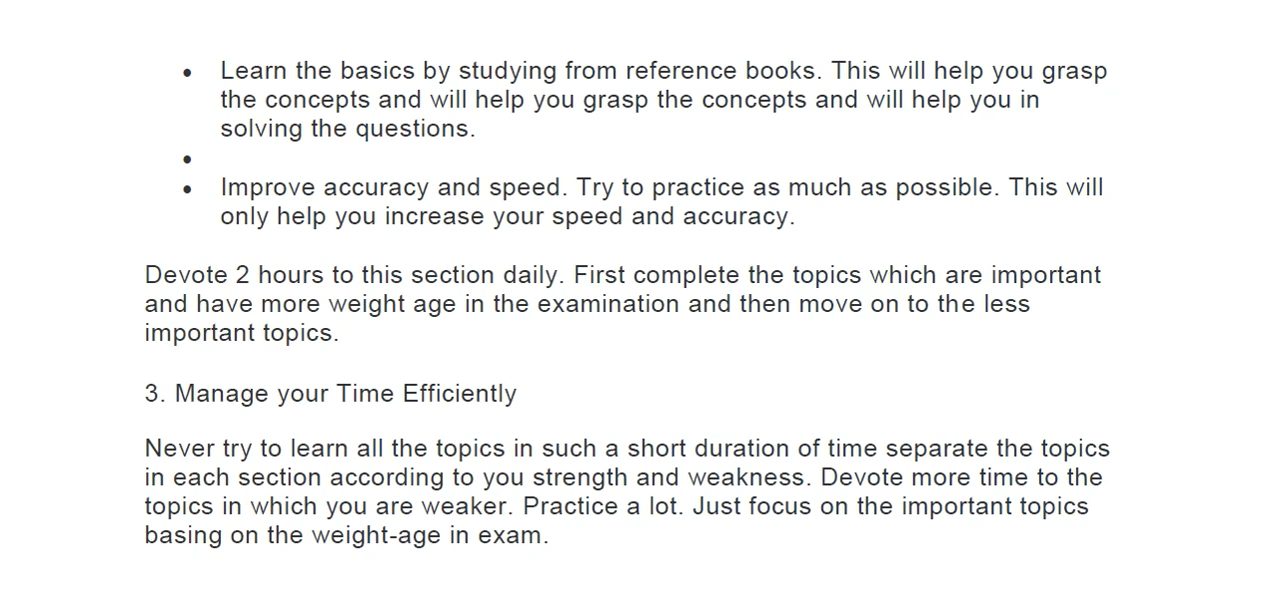 • Learn the basics by studying from reference books. This will help you grasp
the concepts and will help you grasp the concepts and will help you in
solving the questions.
•
• Improve accuracy and speed. Try to practice as much as possible. This will
only help you increase your speed and accuracy.
Devote 2 hours to this section daily. First complete the topics which are important
and have more weight age in the examination and then move on to the less
important topics.
3. Manage your Time Efficiently
Never try to learn all the topics in such a short duration of time separate the topics
in each section according to you strength and weakness. Devote more time to the
topics in which you are weaker. Practice a lot. Just focus on the important topics
basing on the weight-age in exam.